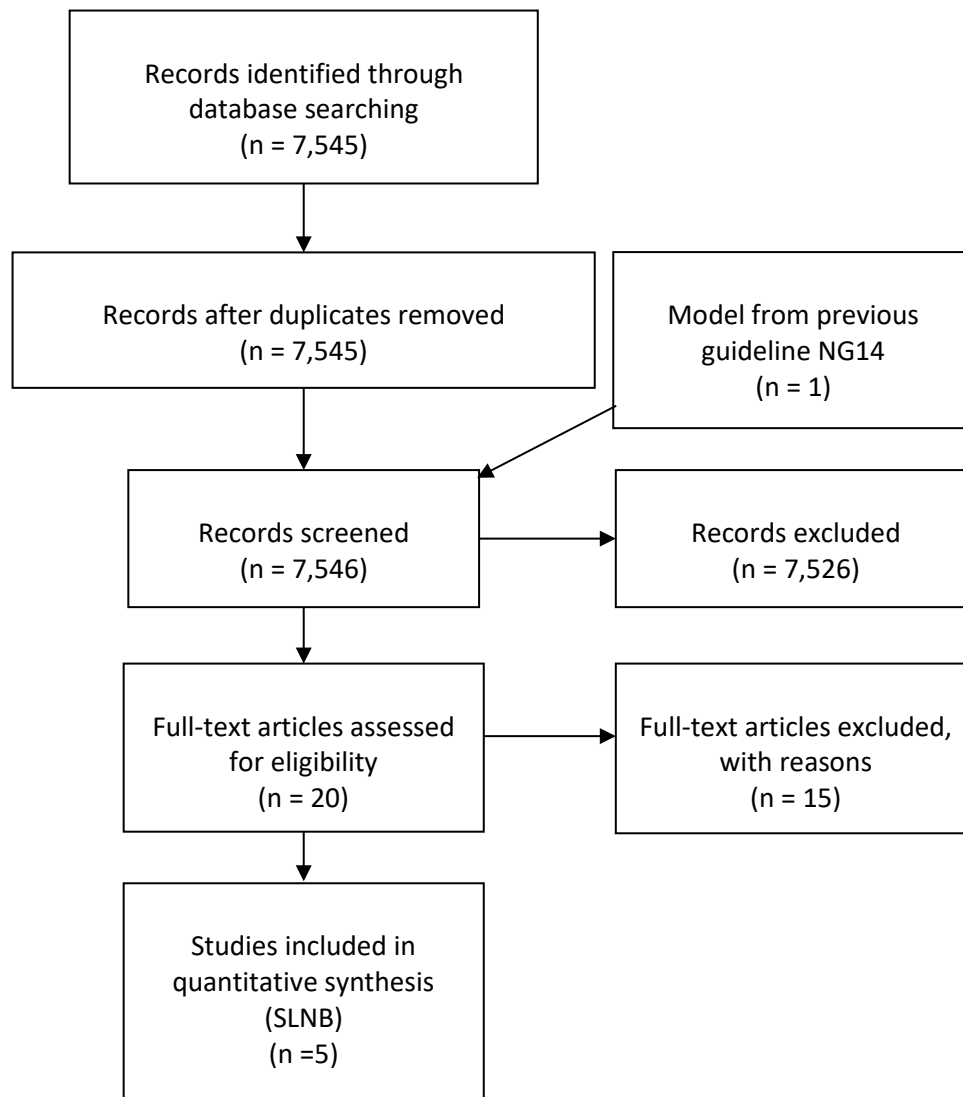 Records identified through
database searching
(n = 7,545)
Records after duplicates removed
(n = 7,545)
Model from previous
guideline NG14
(n = 1)
Records screened
(n = 7,546)
Records excluded
(n = 7,526)
Full-text articles assessed
for eligibility
(n = 20)
Full-text articles excluded,
with reasons
(n = 15)
Studies included in
quantitative synthesis
(SLNB)
(n =5)